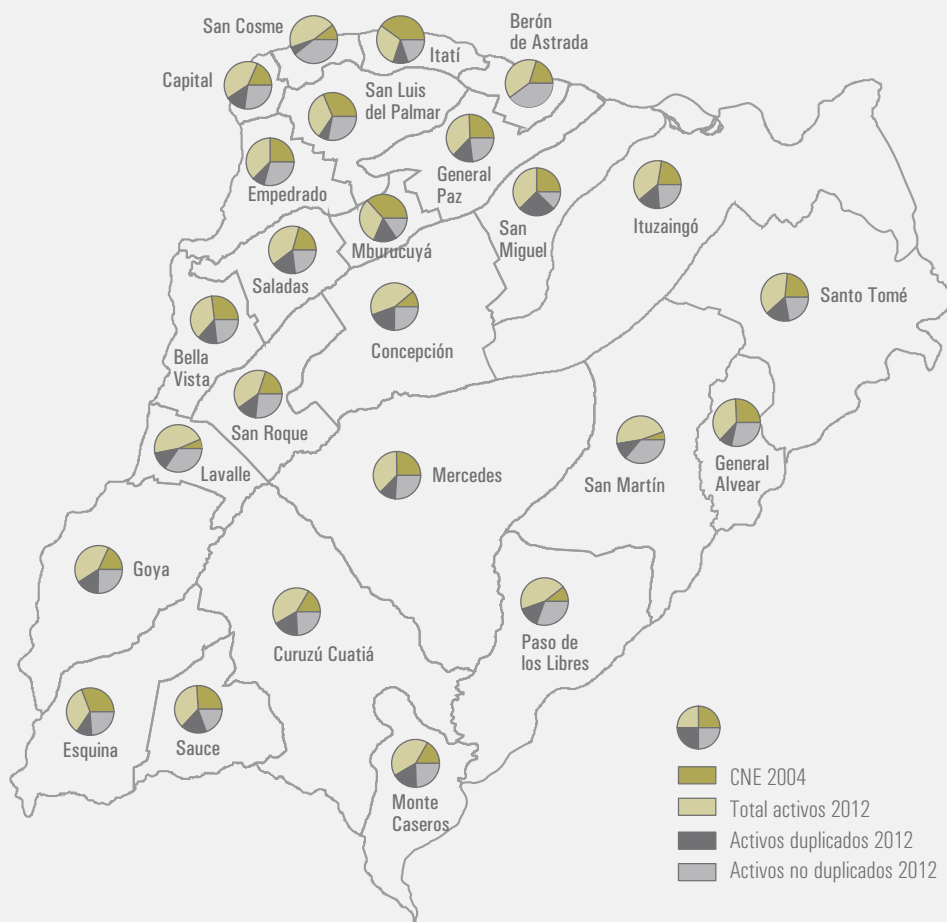 San Cosme
Itatí
Berón
de Astrada
Capital
San Luis
del Palmar
General
Paz
Empedrado
San
Miguel
Ituzaingó
Mburucuyá
Saladas
Santo Tomé
Concepción
Bella
Vista
San Roque
Lavalle
Mercedes
San Martín
General
Alvear
Goya
Curuzú Cuatiá
Paso de
los Libres
Esquina
Sauce
Monte
Caseros
CNE 2004
Total activos 2012
Activos duplicados 2012
Activos no duplicados 2012